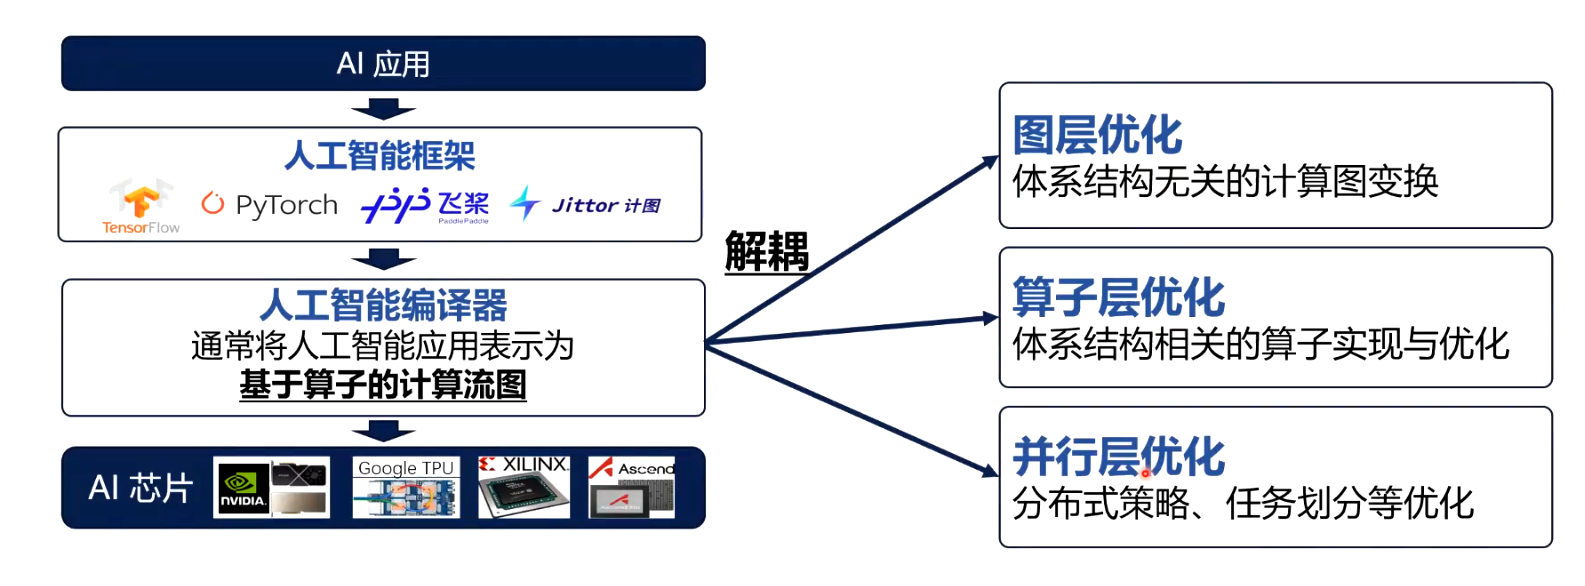 AI 应用
人工智能框架
TensorFlow
PyTorch
飞桨
PaddlePaddle
Jittor 计图
人工智能编译器
通常将人工智能应用表示为
基于算子的计算流图
AI 芯片
NVIDIA.
Google TPU
XILINX.
Ascend
解耦
图层优化
体系结构无关的计算图变换
算子层优化
体系结构相关的算子实现与优化
并行层优化
分布式策略、任务划分等优化